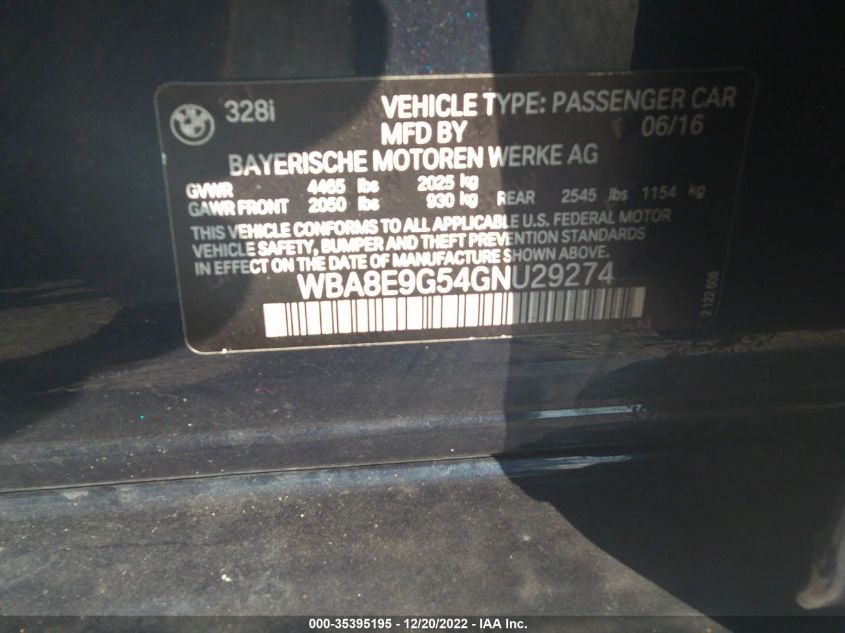 328i VEHICLE TYPE: PASSENGER CAR
MFD BY 06/16
BAYERISCHE MOTOREN WERKE AG
GVWR 4465 lbs 2025 kg
GAWR FRONT 2050 lbs 930 kg REAR 2545 lbs 1154 kg
THIS VEHICLE CONFORMS TO ALL APPLICABLE U.S. FEDERAL MOTOR
VEHICLE SAFETY, BUMPER AND THEFT PREVENTION STANDARDS
IN EFFECT ON THE DATE OF MANUFACTURE SHOWN ABOVE.
WBA8E9G54GNU29274
2 122 605
000-35395195 - 12/20/2022 - IAA Inc.